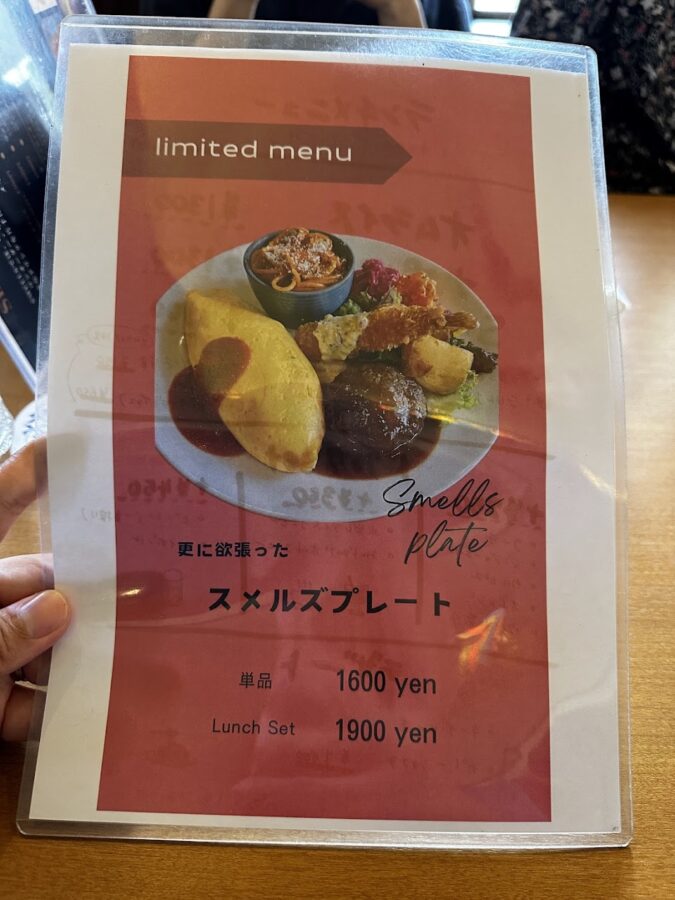 limited menu
Smells
plate
更に欲張った
スメルズプレート
単品 1600 yen
Lunch Set 1900 yen